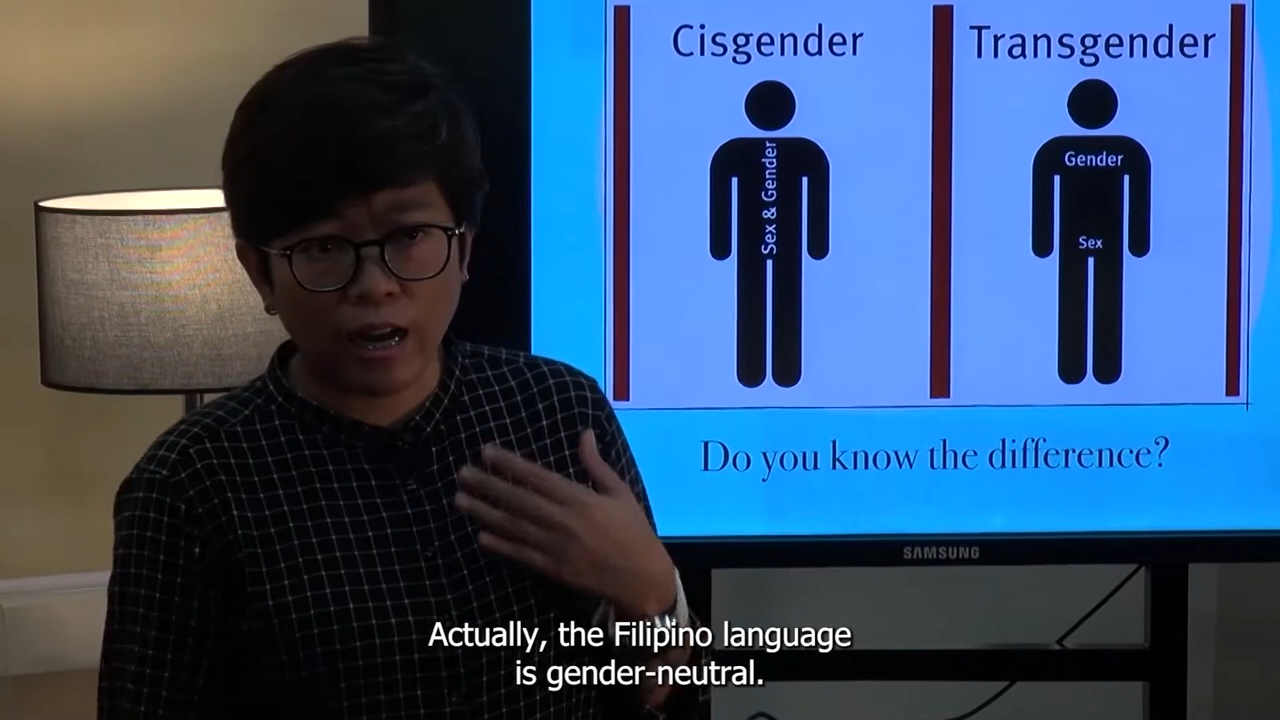 Cisgender
Transgender
Sex & Gender
Gender
Sex
Do you know the difference?
SAMSUNG
Actually, the Filipino language
is gender-neutral.